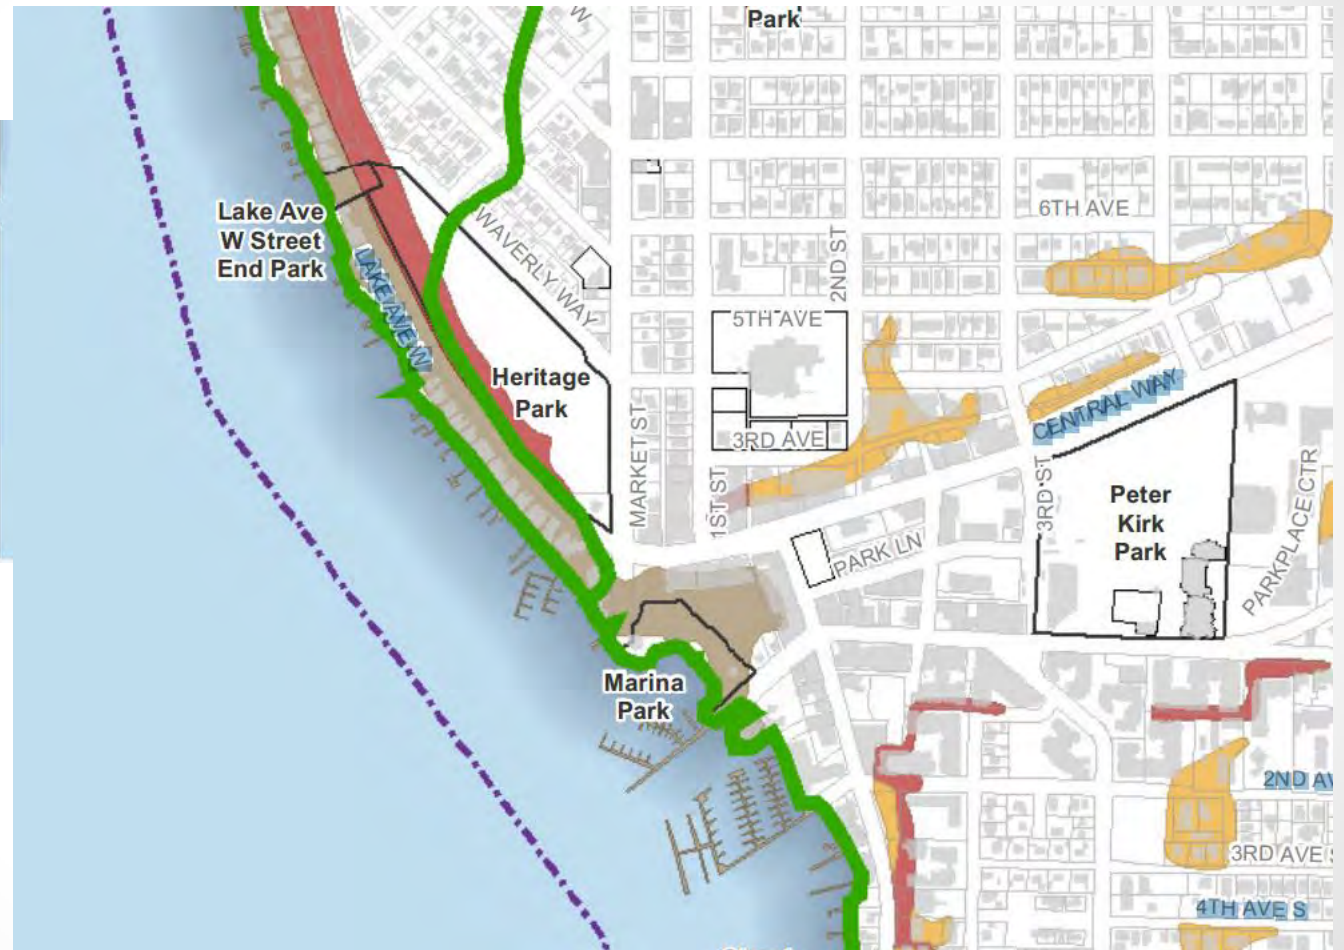 Park
W
Lake Ave
W Street
End Park
LAKE AVE W
WAVERLY WAY
6TH AVE
2ND ST
5TH AVE
Heritage
Park
3RD AVE
MARKET ST
1ST ST
CENTRAL WAY
3RD ST
Peter
Kirk
Park
PARKPLACE CTR
PARK LN
Marina
Park
2ND AV
3RD AVE S
4TH AVE S